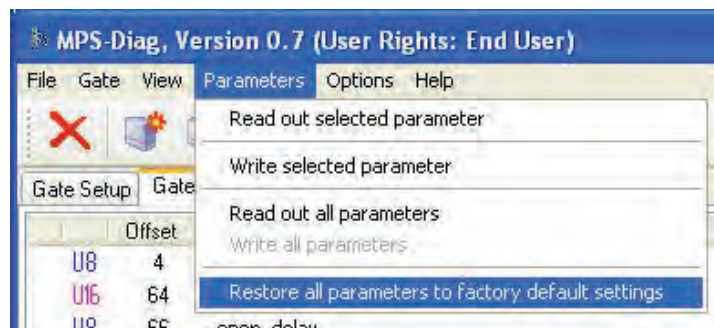 MPS-Diag, Version 0.7 (User Rights: End User)
File Gate View Parameters Options Help
Read out selected parameter
Write selected parameter
Gate Setup Gate
Read out all parameters
Offset
Write all parameters
U8 4
U16 64
Restore all parameters to factory default settings
U8 66 open_delay